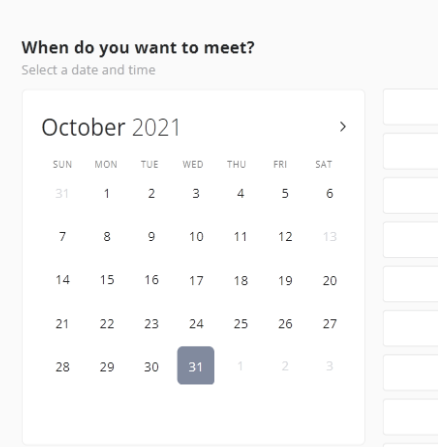 When do you want to meet?
Select a date and time
October 2021
SUN MON TUE WED THU FRI SAT
31 1 2 3 4 5 6
7 8 9 10 11 12 13
14 15 16 17 18 19 20
21 22 23 24 25 26 27
28 29 30 31 1 2 3